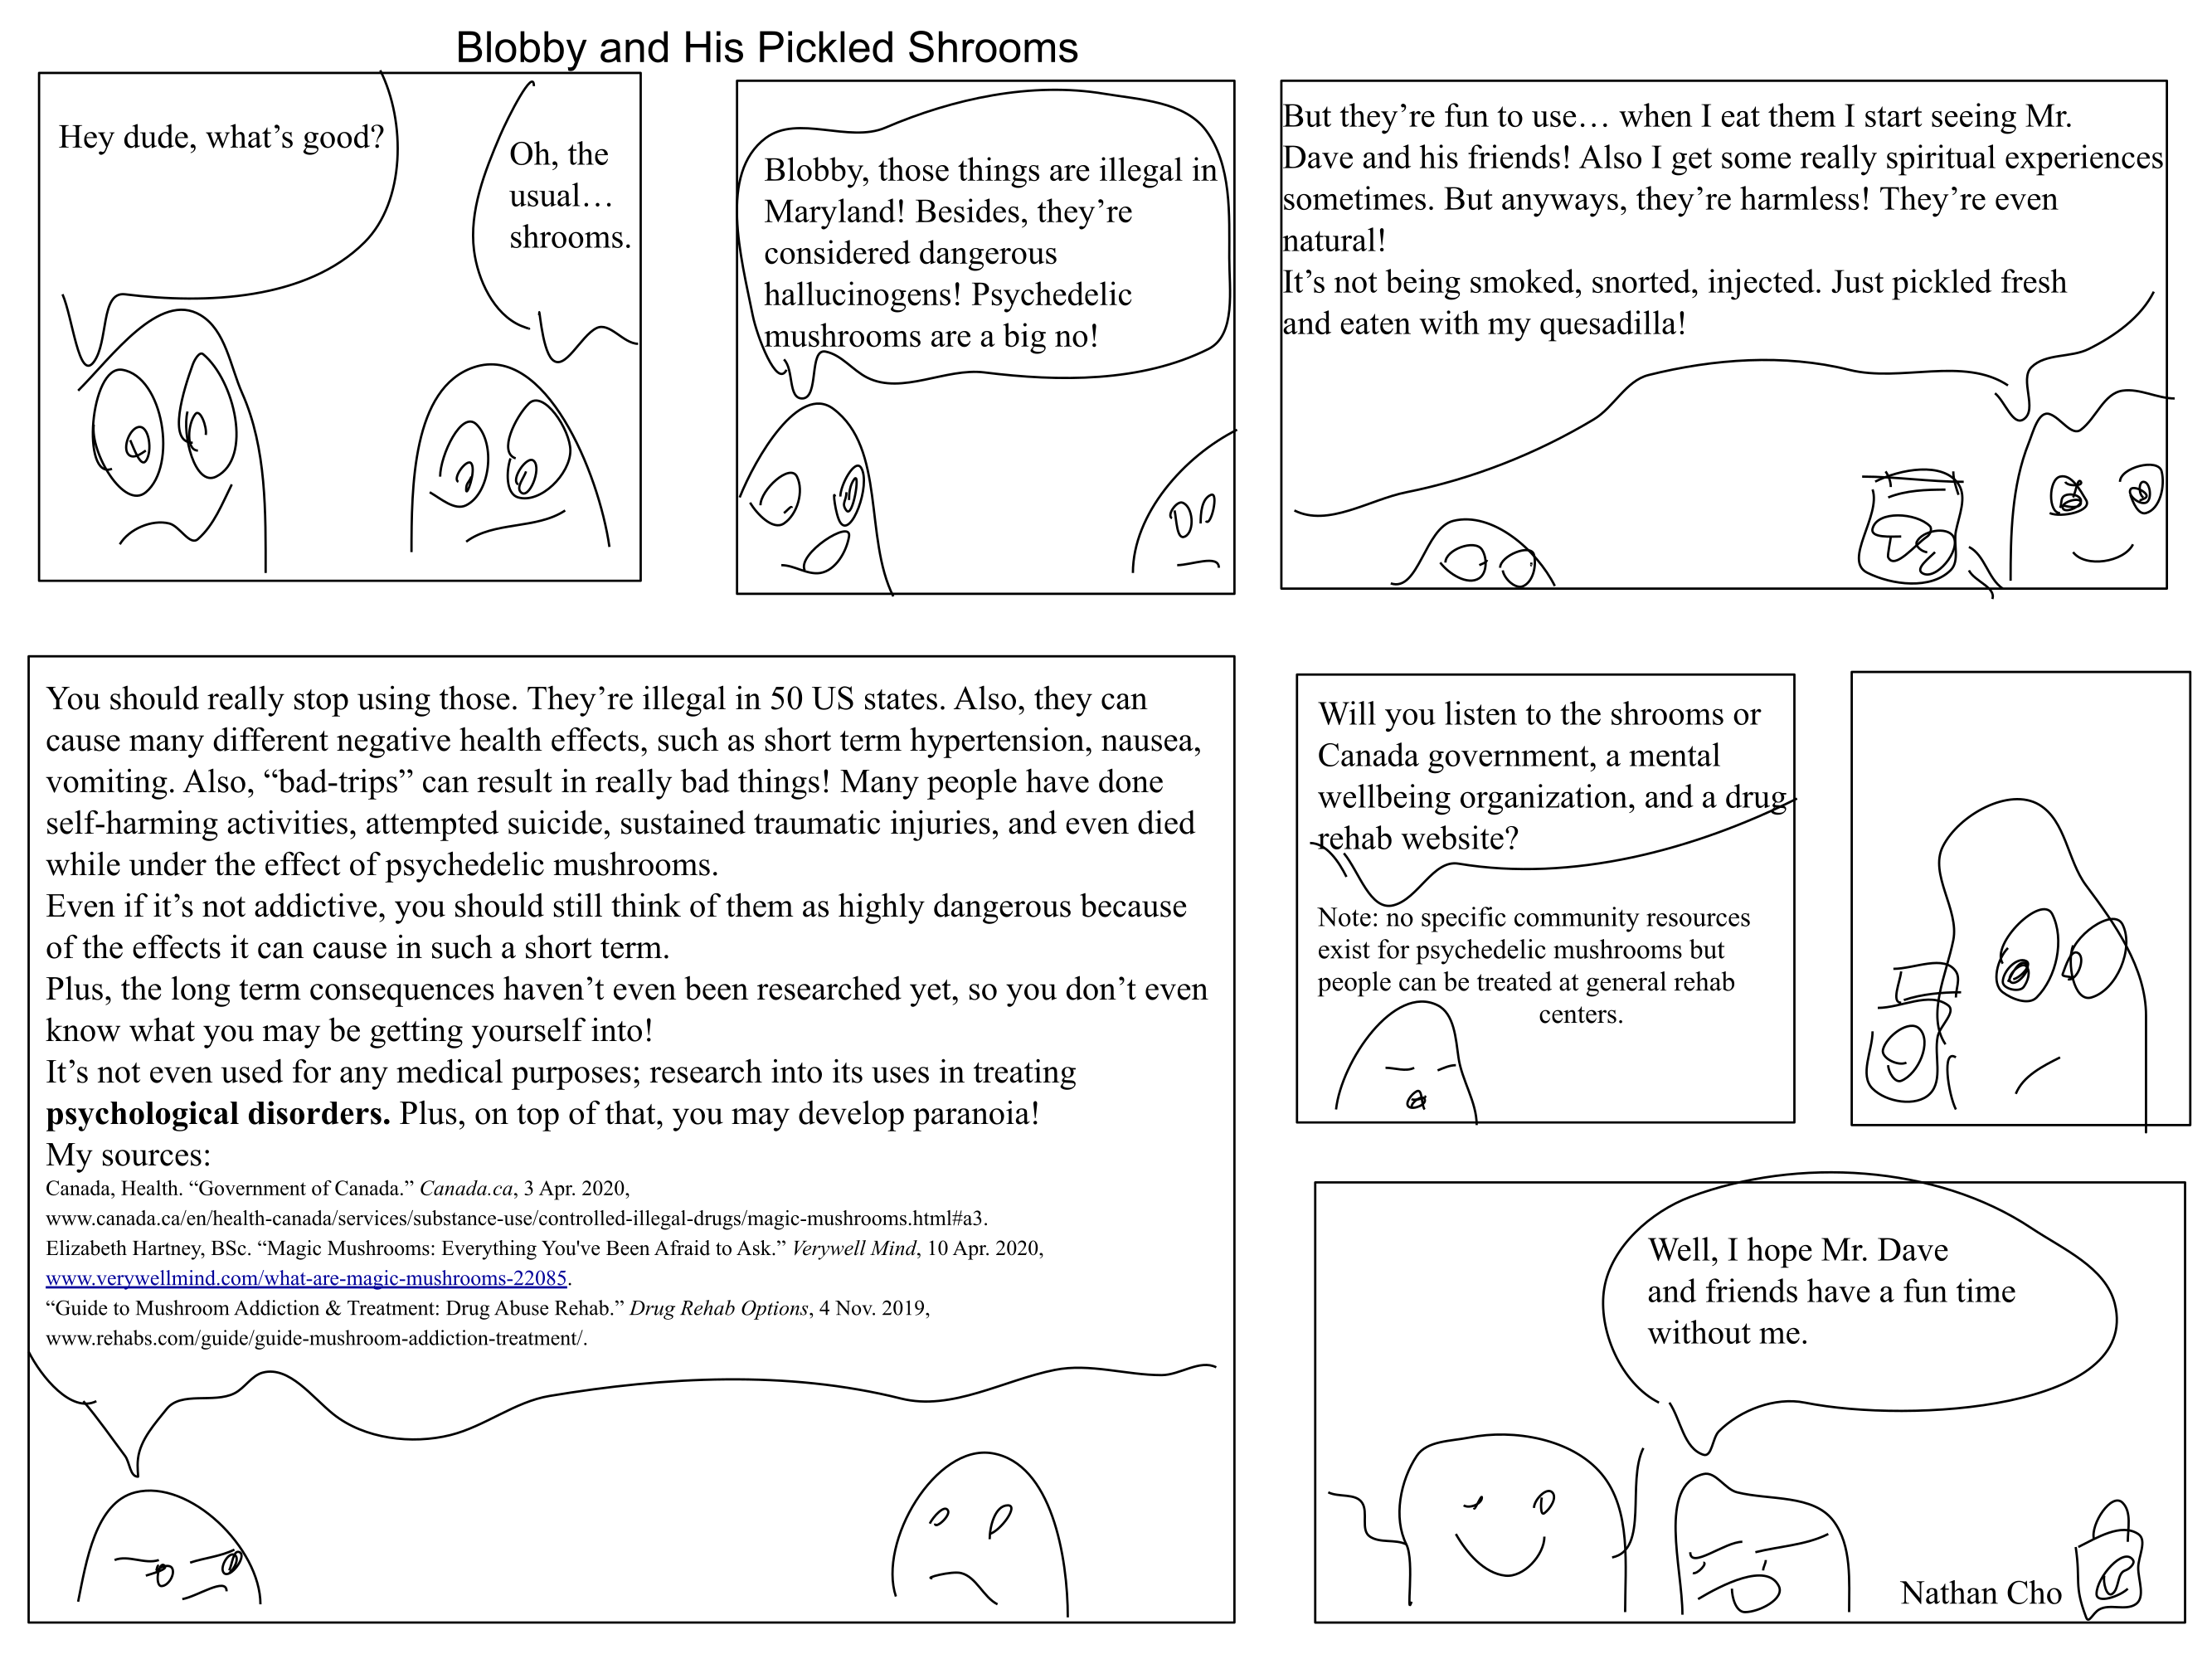 Blobby and His Pickled Shrooms
Hey dude, what’s good?
Oh, the
usual…
shrooms.
Blobby, those things are illegal in
Maryland! Besides, they’re
considered dangerous
hallucinogens! Psychedelic
mushrooms are a big no!
But they’re fun to use… when I eat them I start seeing Mr.
Dave and his friends! Also I get some really spiritual experiences
sometimes. But anyways, they’re harmless! They’re even
natural!
It’s not being smoked, snorted, injected. Just pickled fresh
and eaten with my quesadilla!
You should really stop using those. They’re illegal in 50 US states. Also, they can
cause many different negative health effects, such as short term hypertension, nausea,
vomiting. Also, “bad-trips” can result in really bad things! Many people have done
self-harming activities, attempted suicide, sustained traumatic injuries, and even died
while under the effect of psychedelic mushrooms.
Even if it’s not addictive, you should still think of them as highly dangerous because
of the effects it can cause in such a short term.
Plus, the long term consequences haven’t even been researched yet, so you don’t even
know what you may be getting yourself into!
It’s not even used for any medical purposes; research into its uses in treating
psychological disorders. Plus, on top of that, you may develop paranoia!
My sources:
Canada, Health. “Government of Canada.” Canada.ca, 3 Apr. 2020,
www.canada.ca/en/health-canada/services/substance-use/controlled-illegal-drugs/magic-mushrooms.html#a3.
Elizabeth Hartney, BSc. “Magic Mushrooms: Everything You've Been Afraid to Ask.” Verywell Mind, 10 Apr. 2020,
www.verywellmind.com/what-are-magic-mushrooms-22085.
“Guide to Mushroom Addiction & Treatment: Drug Abuse Rehab.” Drug Rehab Options, 4 Nov. 2019,
www.rehabs.com/guide/guide-mushroom-addiction-treatment/.
Will you listen to the shrooms or
Canada government, a mental
wellbeing organization, and a drug
rehab website?
Note: no specific community resources
exist for psychedelic mushrooms but
people can be treated at general rehab
centers.
Well, I hope Mr. Dave
and friends have a fun time
without me.
Nathan Cho